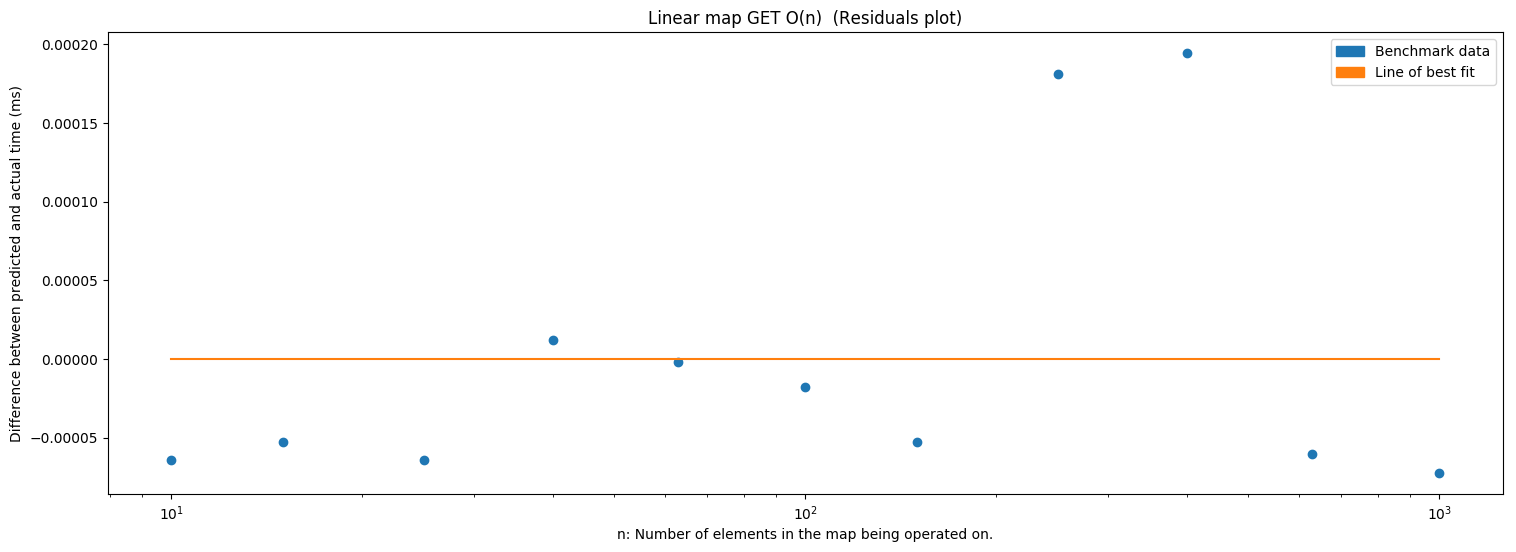 Linear map GET O(n)  (Residuals plot)
Difference between predicted and actual time (ms)
0.00020
0.00015
0.00010
0.00005
0.00000
−0.00005
Benchmark data
Line of best fit
10¹
10²
10³
n: Number of elements in the map being operated on.